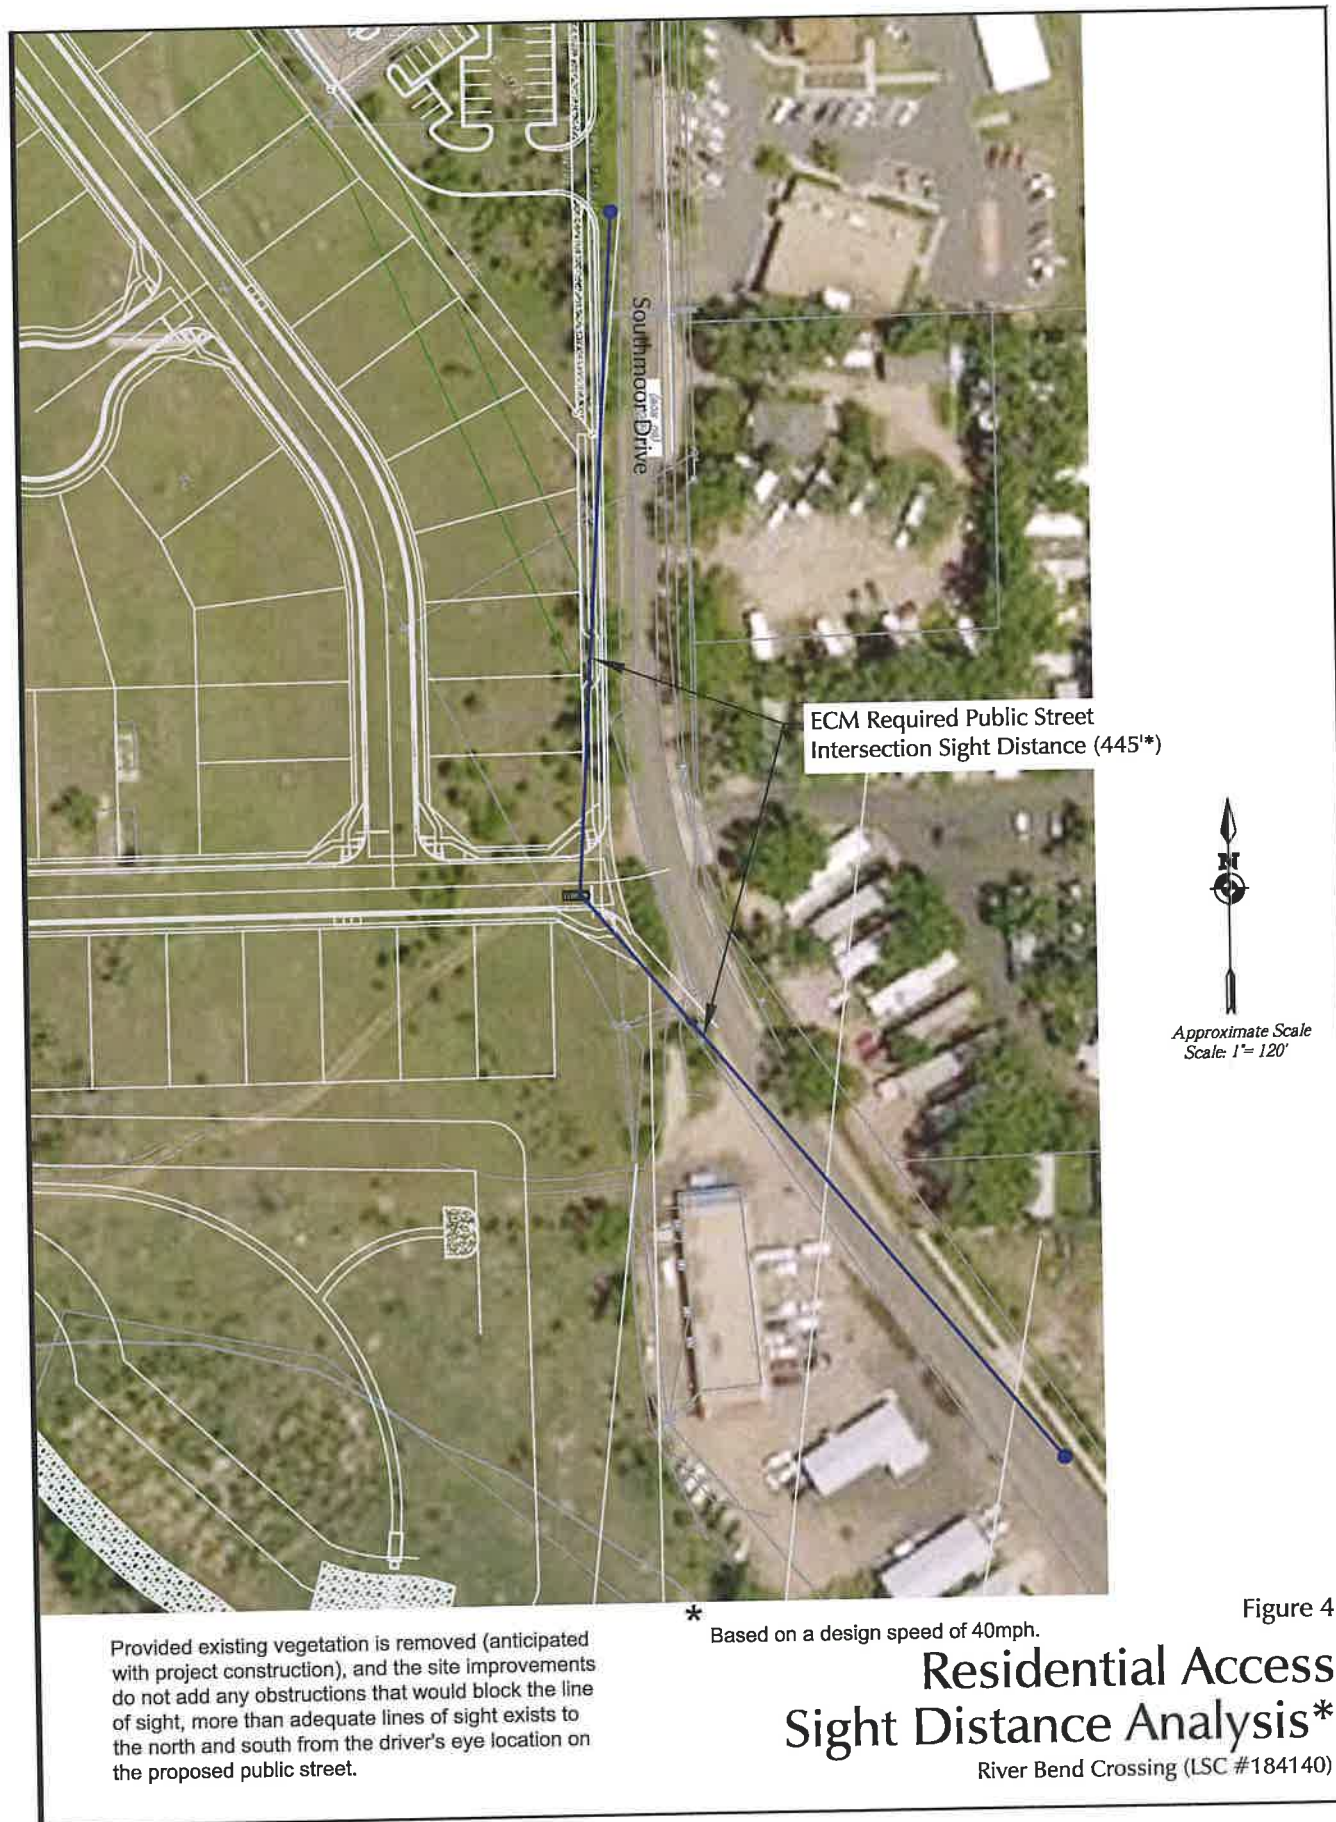 Southmoor Drive
ECM Required Public Street
Intersection Sight Distance (445'*)
N
Approximate Scale
Scale: 1"= 120'
Provided existing vegetation is removed (anticipated
with project construction), and the site improvements
do not add any obstructions that would block the line
of sight, more than adequate lines of sight exists to
the north and south from the driver's eye location on
the proposed public street.
*
Based on a design speed of 40mph.
Figure 4
Residential Access
Sight Distance Analysis*
River Bend Crossing (LSC #184140)